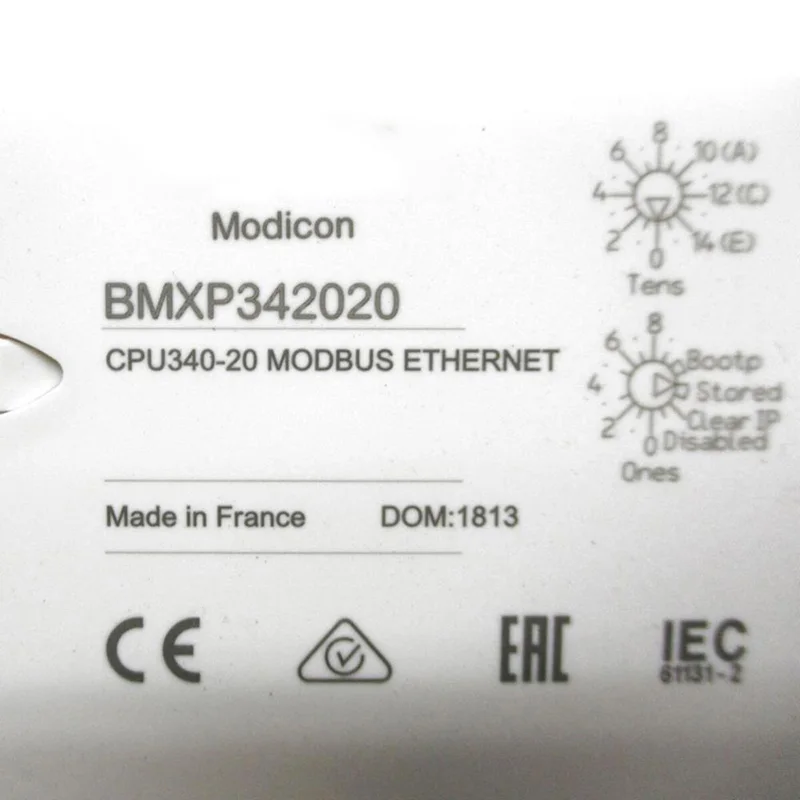 Modicon
BMXP342020
CPU340-20 MODBUS ETHERNET
Made in France DOM:1813
CE
EAC
IEC
61131-2
8
6 10(A)
4 12(C)
2 14(E)
0
Tens
8
6 Bootp
4 Stored
2 Clear IP
0 Disabled
Ones